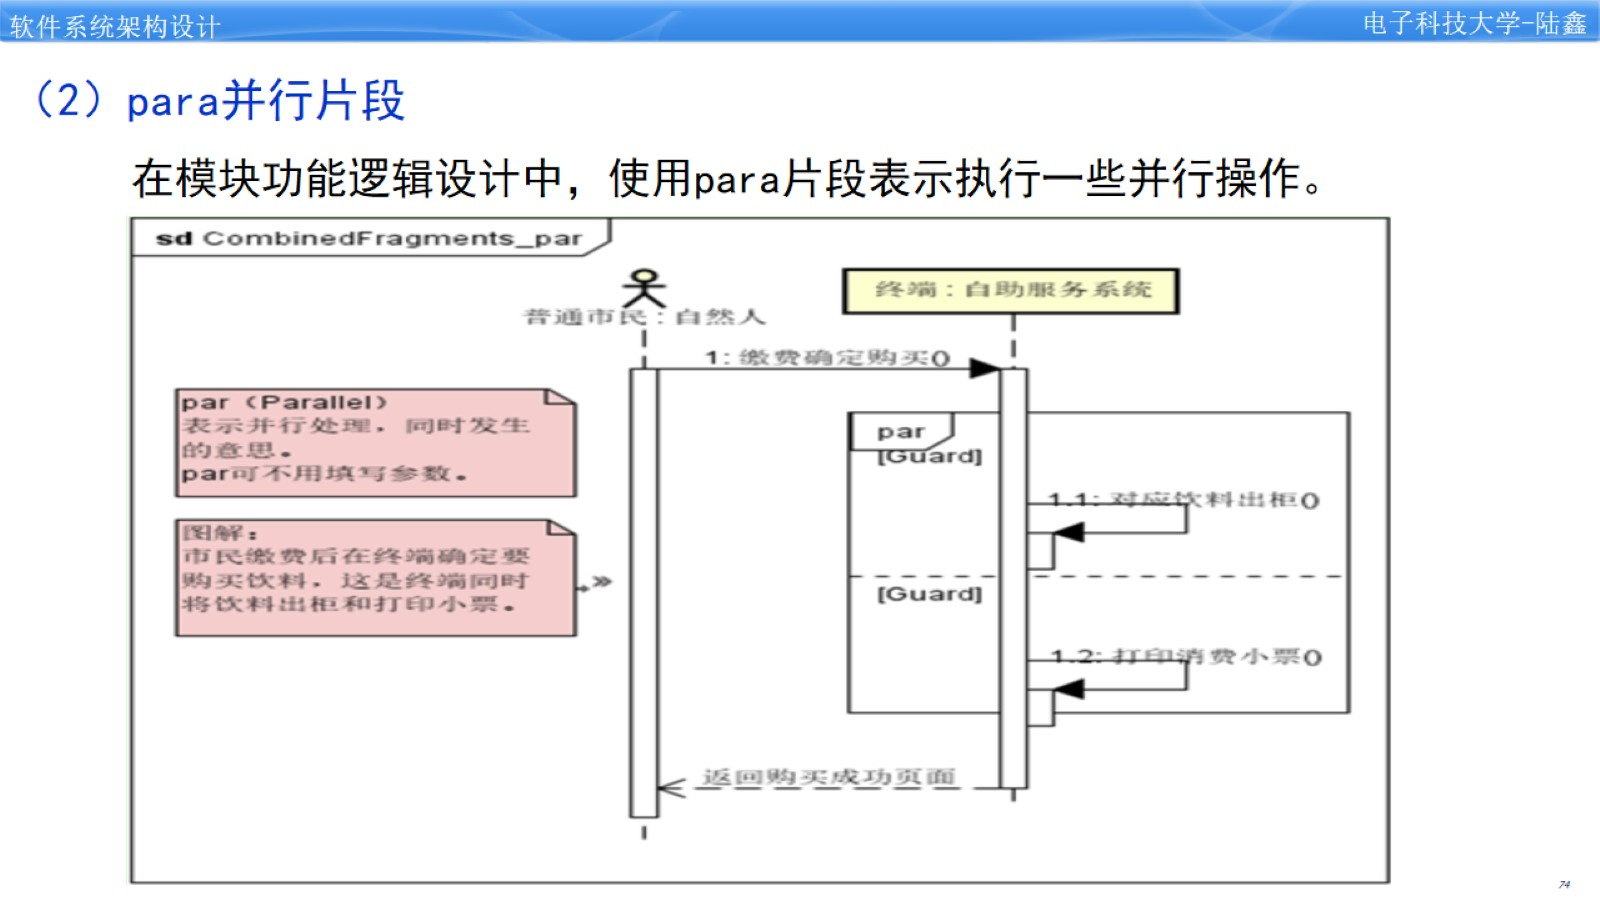 软件系统架构设计
电子科技大学-陆鑫
（2）para并行片段
在模块功能逻辑设计中，使用para片段表示执行一些并行操作。
sd CombinedFragments_par
普通市民：自然人
终端：自助服务系统
1: 缴费确定购买()
par（Parallel）
表示并行处理，同时发生
的意思。
par可不用填写参数。
par
[Guard]
1.1: 对应饮料出柜()
图解：
市民缴费后在终端确定要
购买饮料，这是终端同时
将饮料出柜和打印小票。
[Guard]
1.2: 打印消费小票()
返回购买成功页面
74